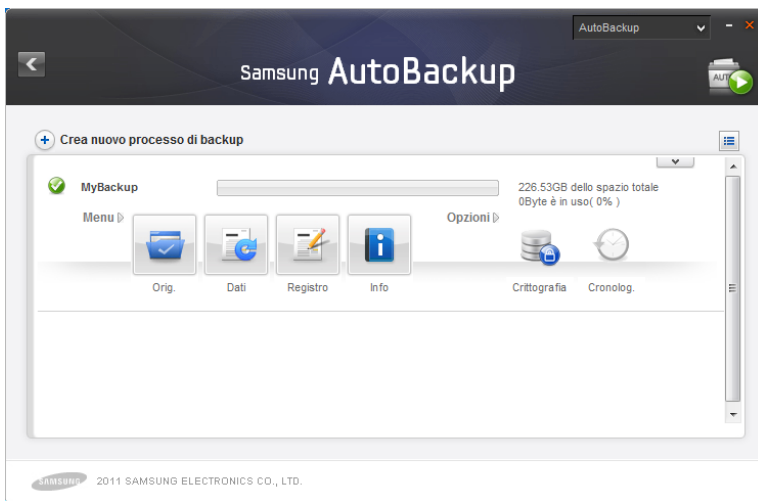 AutoBackup
samsung AutoBackup
AUTO
Crea nuovo processo di backup
MyBackup
226.53GB dello spazio totale
0Byte è in uso( 0% )
Menu
Opzioni
Orig.
Dati
Registro
Info
Crittografia
Cronolog.
SAMSUNG
2011 SAMSUNG ELECTRONICS CO., LTD.